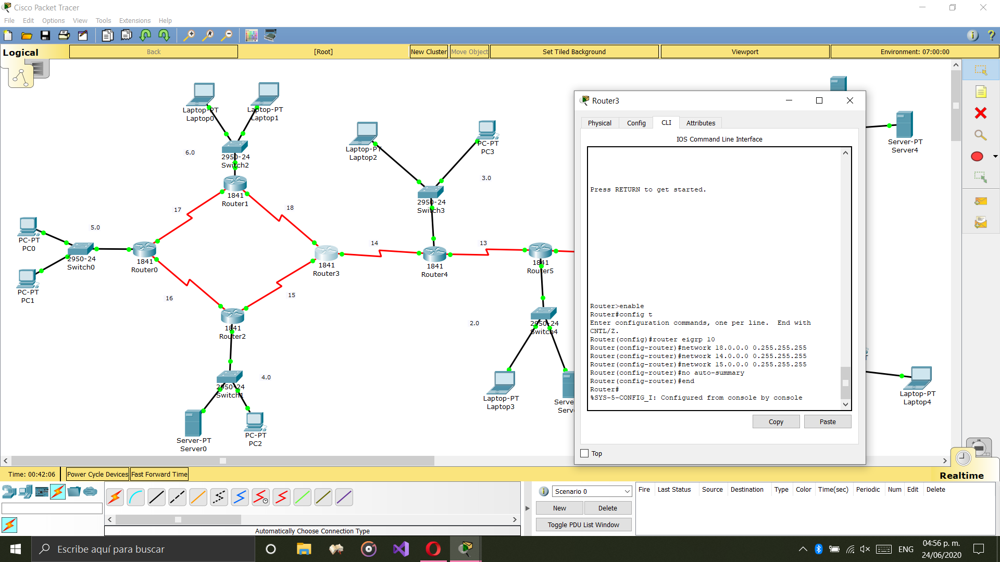 Cisco Packet Tracer
File Edit Options View Tools Extensions Help
Logical
Back
[Root]
New Cluster
Move Object
Set Tiled Background
Viewport
Environment: 07:00:00
Laptop-PT
Laptop0
Laptop-PT
Laptop1
6.0
2950-24
Switch2
1841
Router1
17
18
5.0
PC-PT
PC0
2950-24
Switch0
PC-PT
PC1
1841
Router0
16
15
1841
Router2
1841
Router3
14
2950-24
Switch1
4.0
Server-PT
Server0
PC-PT
PC2
Laptop-PT
Laptop2
PC-PT
PC3
3.0
2950-24
Switch3
1841
Router4
13
1841
Router5
2.0
2950-24
Switch4
Laptop-PT
Laptop3
Server-PT
Server4
Laptop-PT
Laptop4
Router3
Physical
Config
CLI
Attributes
IOS Command Line Interface
Press RETURN to get started.
Router>enable
Router#config t
Enter configuration commands, one per line.  End with
CNTL/Z.
Router(config)#router eigrp 10
Router(config-router)#network 18.0.0.0 0.255.255.255
Router(config-router)#network 14.0.0.0 0.255.255.255
Router(config-router)#network 15.0.0.0 0.255.255.255
Router(config-router)#no auto-summary
Router(config-router)#end
Router#
%SYS-5-CONFIG_I: Configured from console by console
Copy
Paste
Top
Time: 00:42:06
Power Cycle Devices
Fast Forward Time
Realtime
Automatically Choose Connection Type
Scenario 0
New
Delete
Toggle PDU List Window
Fire Last Status Source Destination Type Color Time(sec) Periodic Num Edit Delete
Escribe aquí para buscar
ENG
04:56 p. m.
24/06/2020